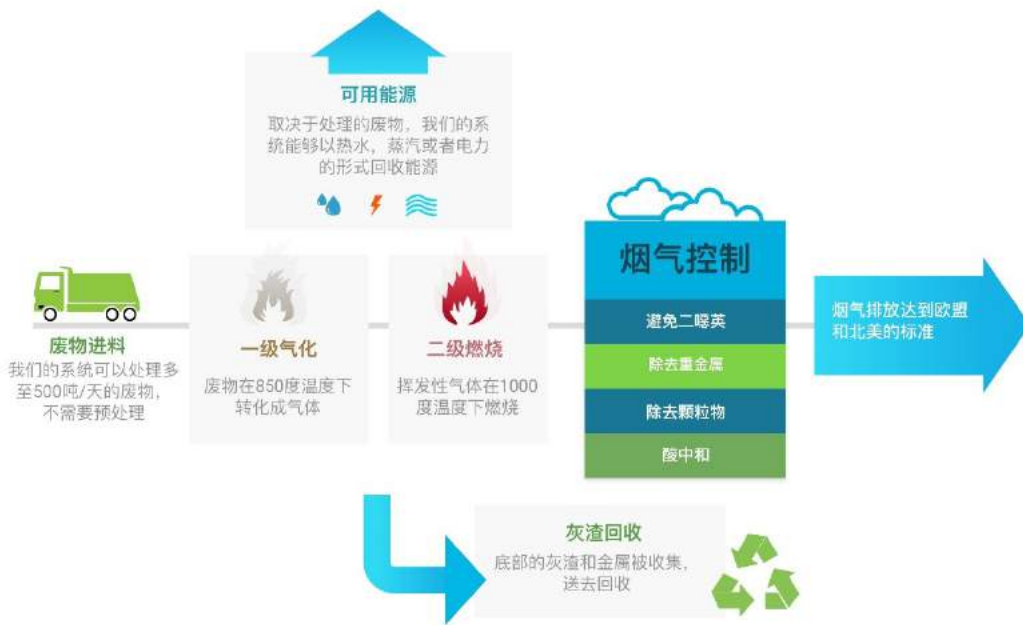 可用能源
取决于处理的废物，我们的系
统能够以热水，蒸汽或者电力
的形式回收能源
废物进料
我们的系统可以处理多
至500吨/天的废物，
不需要预处理
一级气化
废物在850度温度下
转化成气体
二级燃烧
挥发性气体在1000
度温度下燃烧
烟气控制
避免二噁英
除去重金属
除去颗粒物
酸中和
烟气排放达到欧盟
和北美的标准
灰渣回收
底部的灰渣和金属被收集，
送去回收